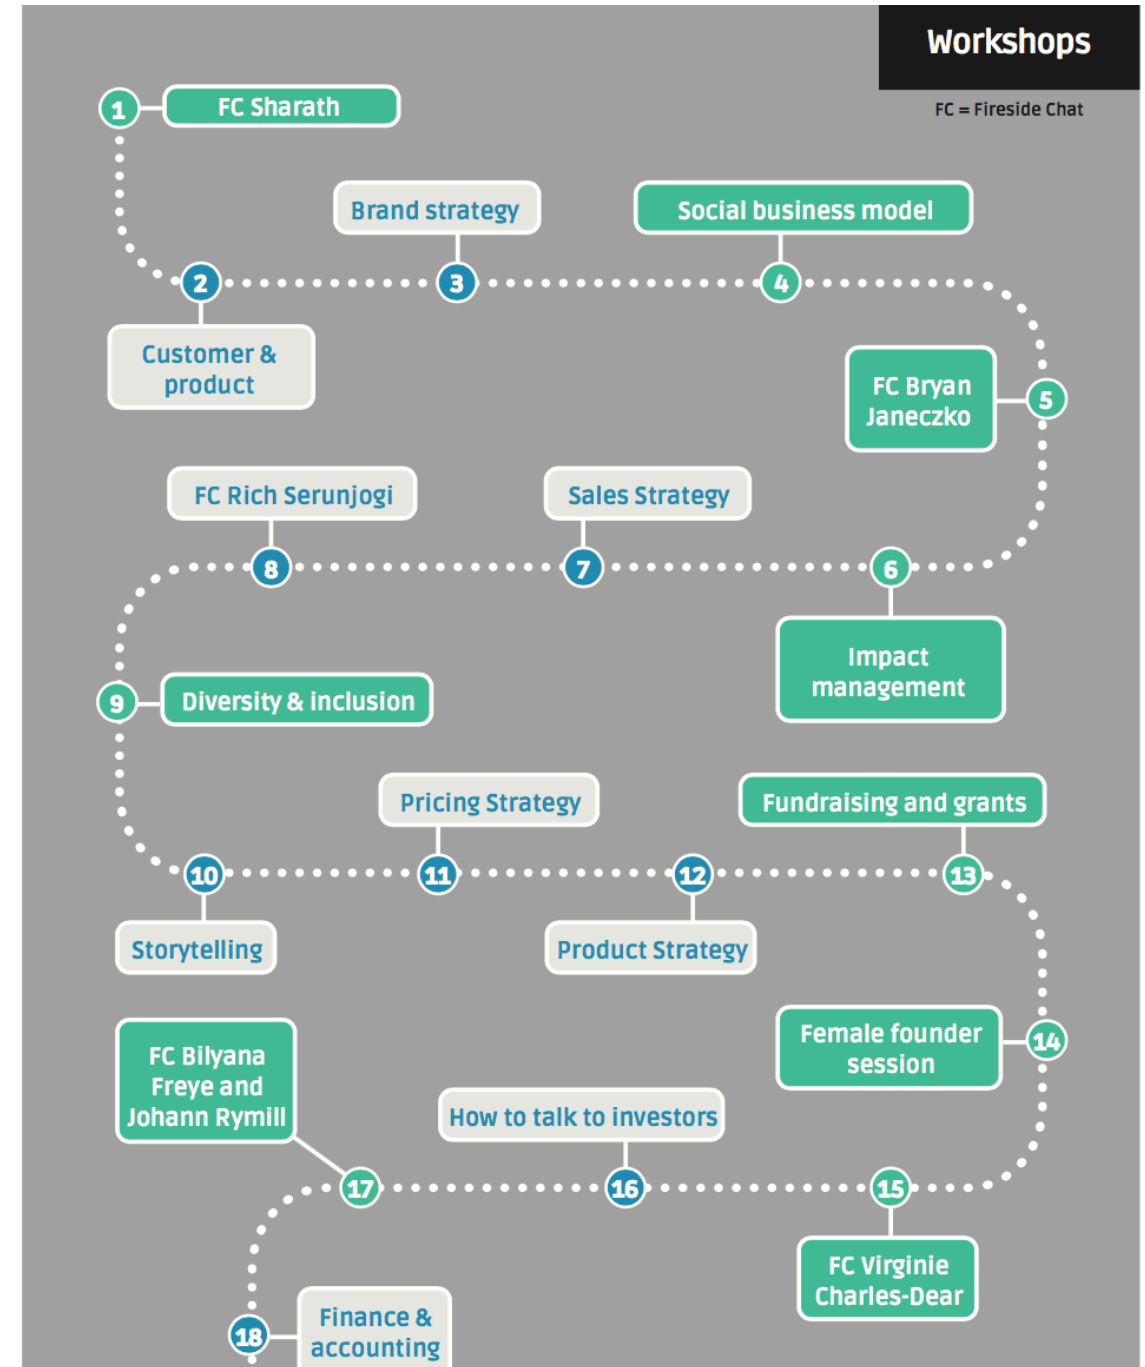 Workshops
FC = Fireside Chat
1
FC Sharath
Brand strategy
Social business model
2
3
4
Customer &
product
FC Bryan
Janeczko
5
FC Rich Serunjogi
Sales Strategy
8
7
6
Impact
management
9
Diversity & inclusion
Pricing Strategy
Fundraising and grants
10
11
12
13
Storytelling
Product Strategy
Female founder
session
14
FC Bilyana
Freye and
Johann Rymill
How to talk to investors
17
16
15
FC Virginie
Charles-Dear
18
Finance &
accounting